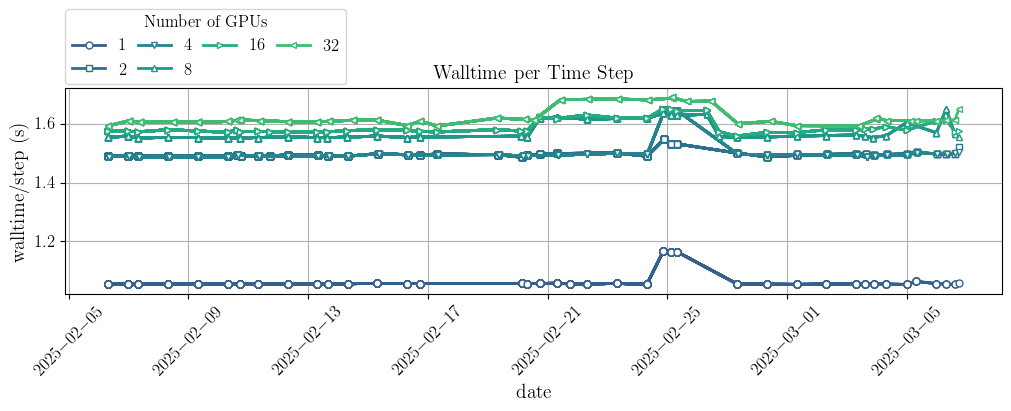 Number of GPUs
1 4 16 32
2 8
Walltime per Time Step
walltime/step (s)
1.6
1.4
1.2
2025−02−05 2025−02−09 2025−02−13 2025−02−17 2025−02−21 2025−02−25 2025−03−01 2025−03−05
date